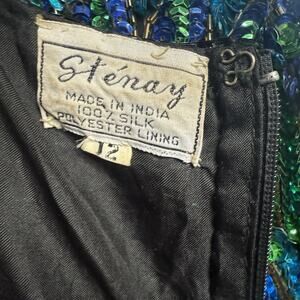 Sténay
MADE IN INDIA
100% SILK
POLYESTER LINING
12